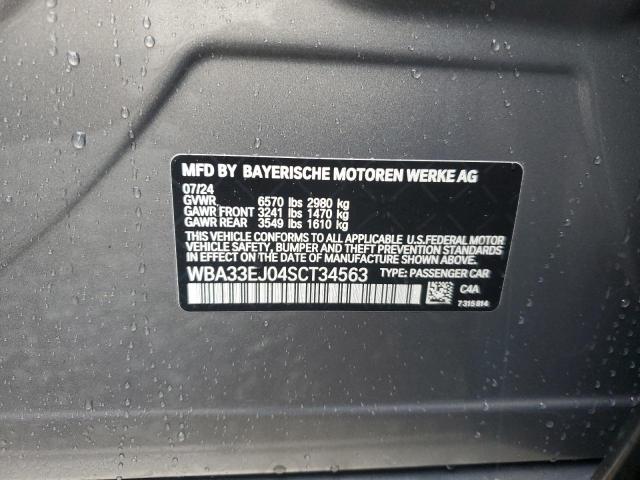 MFD BY BAYERISCHE MOTOREN WERKE AG
07/24
GVWR 6570 lbs 2980 kg
GAWR FRONT 3241 lbs 1470 kg
GAWR REAR 3549 lbs 1610 kg
THIS VEHICLE CONFORMS TO ALL APPLICABLE U.S.FEDERAL MOTOR
VEHICLE SAFETY, BUMPER, AND THEFT PREVENTION STANDARDS
IN EFFECT ON THE DATE OF MANUFACTURE SHOWN ABOVE.
WBA33EJ04SCT34563 TYPE: PASSENGER CAR
C4A
7315814